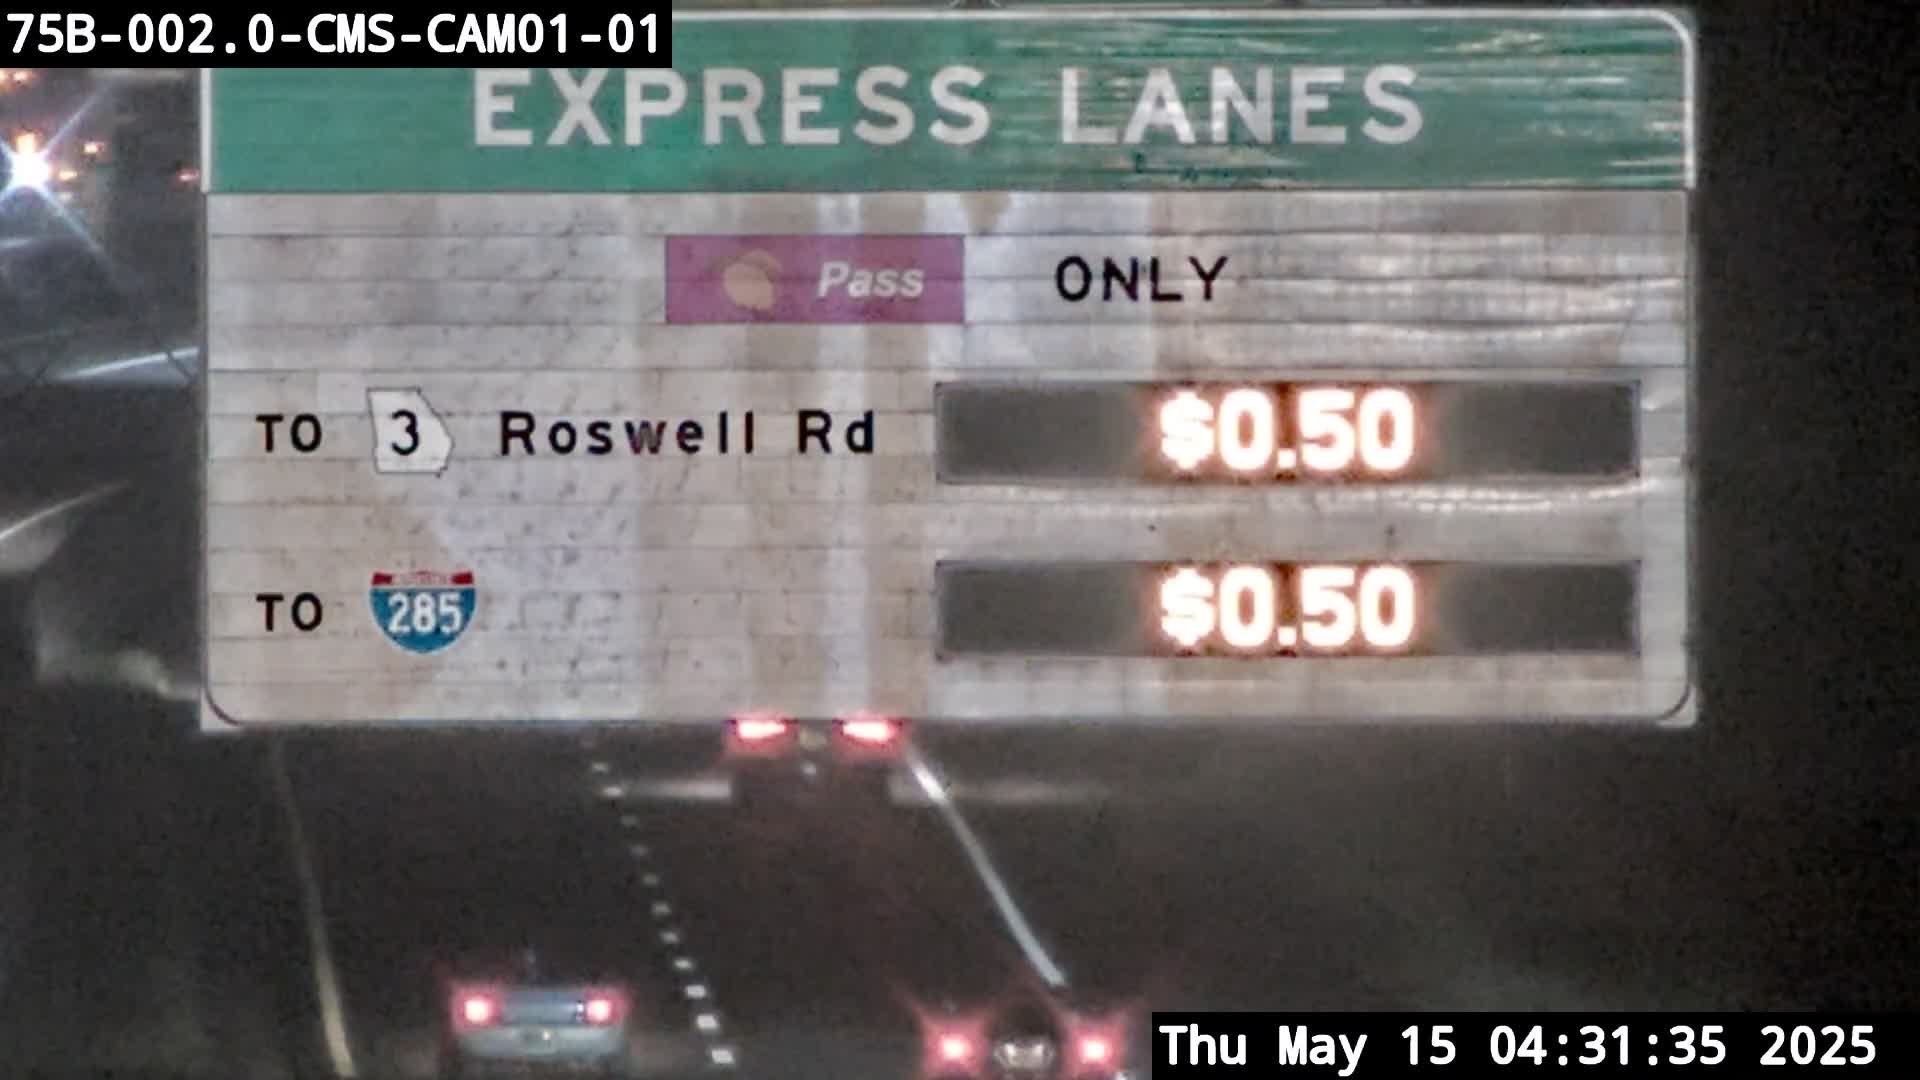 75B-002.0-CMS-CAM01-01
EXPRESS LANES
Pass ONLY
TO 3 Roswell Rd $0.50
TO 285 $0.50
Thu May 15 04:31:35 2025